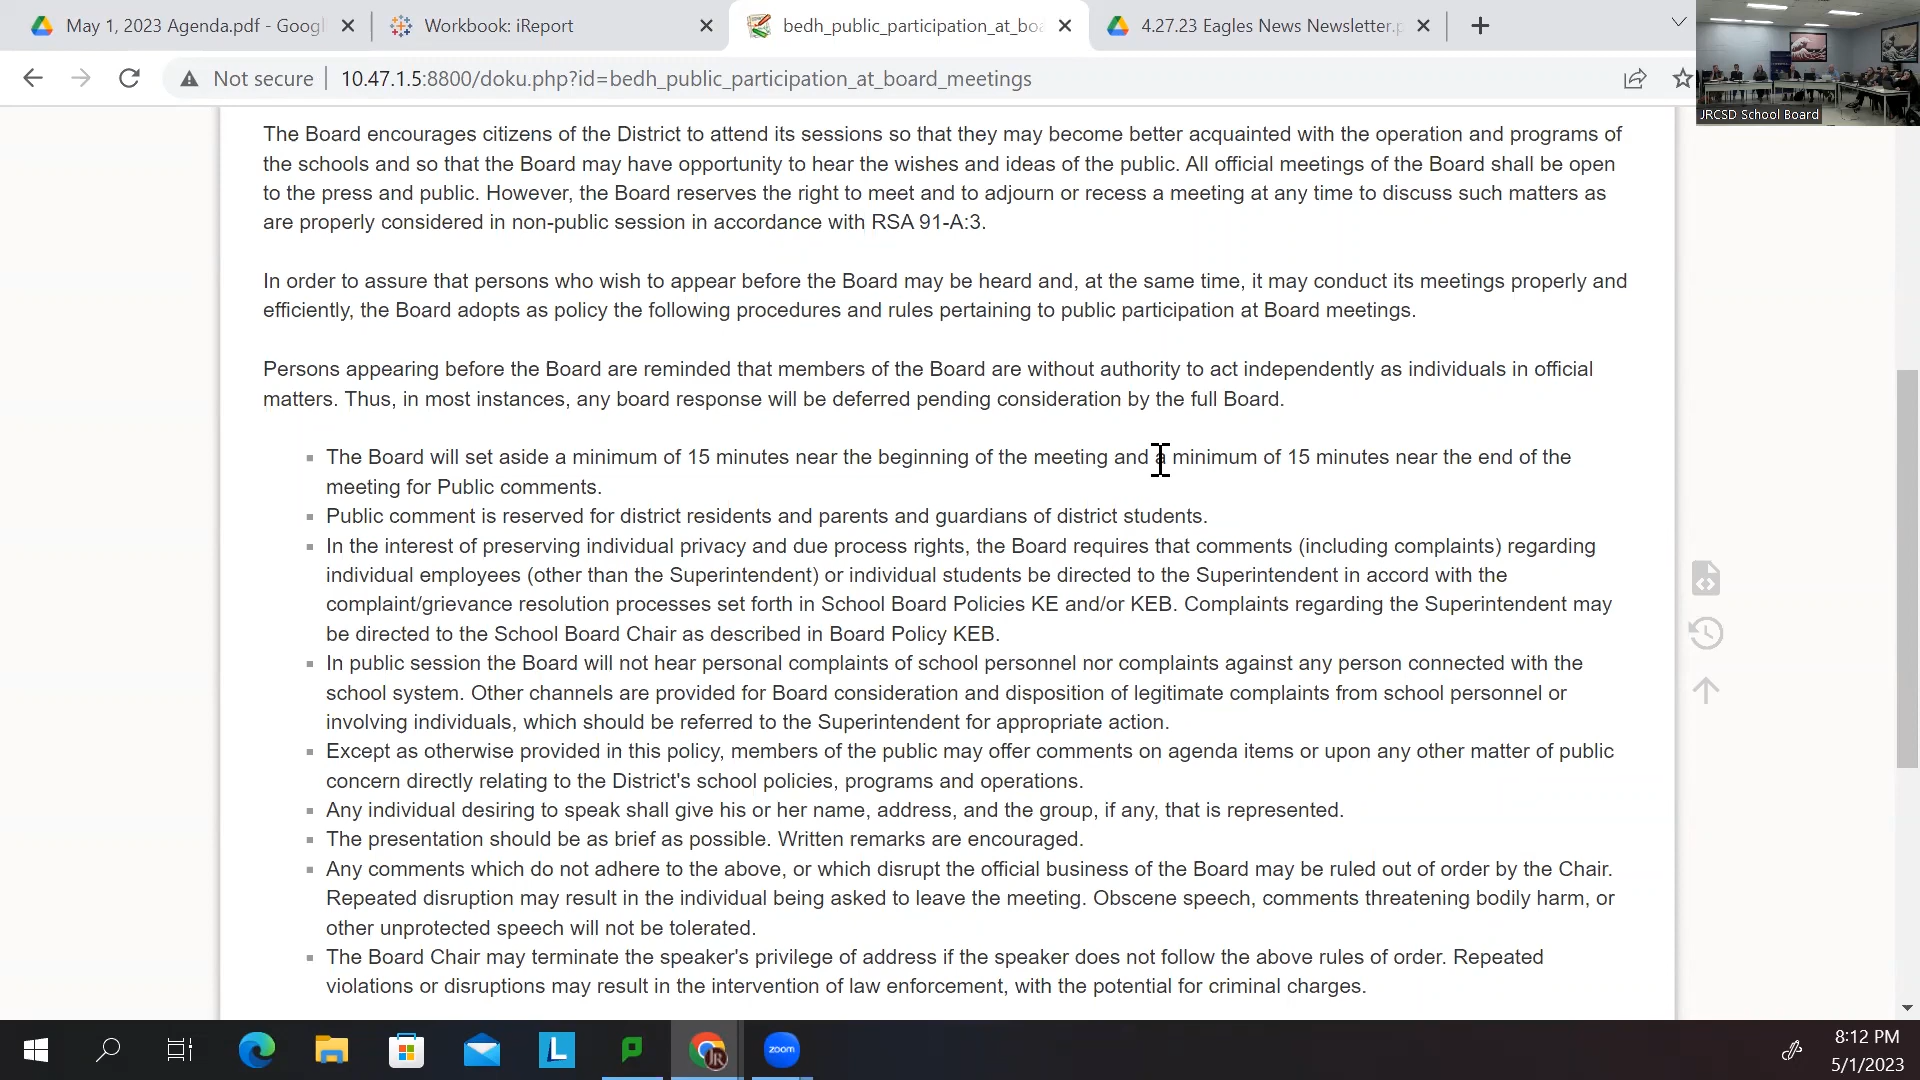 May 1, 2023 Agenda.pdf - Googl
Workbook: iReport
bedh_public_participation_at_boa
4.27.23 Eagles News Newsletter.p
Not secure
10.47.1.5:8800/doku.php?id=bedh_public_participation_at_board_meetings
JRCSD School Board
The Board encourages citizens of the District to attend its sessions so that they may become better acquainted with the operation and programs of
the schools and so that the Board may have opportunity to hear the wishes and ideas of the public. All official meetings of the Board shall be open
to the press and public. However, the Board reserves the right to meet and to adjourn or recess a meeting at any time to discuss such matters as
are properly considered in non-public session in accordance with RSA 91-A:3.
In order to assure that persons who wish to appear before the Board may be heard and, at the same time, it may conduct its meetings properly and
efficiently, the Board adopts as policy the following procedures and rules pertaining to public participation at Board meetings.
Persons appearing before the Board are reminded that members of the Board are without authority to act independently as individuals in official
matters. Thus, in most instances, any board response will be deferred pending consideration by the full Board.
The Board will set aside a minimum of 15 minutes near the beginning of the meeting and a minimum of 15 minutes near the end of the
meeting for Public comments.
Public comment is reserved for district residents and parents and guardians of district students.
In the interest of preserving individual privacy and due process rights, the Board requires that comments (including complaints) regarding
individual employees (other than the Superintendent) or individual students be directed to the Superintendent in accord with the
complaint/grievance resolution processes set forth in School Board Policies KE and/or KEB. Complaints regarding the Superintendent may
be directed to the School Board Chair as described in Board Policy KEB.
In public session the Board will not hear personal complaints of school personnel nor complaints against any person connected with the
school system. Other channels are provided for Board consideration and disposition of legitimate complaints from school personnel or
involving individuals, which should be referred to the Superintendent for appropriate action.
Except as otherwise provided in this policy, members of the public may offer comments on agenda items or upon any other matter of public
concern directly relating to the District's school policies, programs and operations.
Any individual desiring to speak shall give his or her name, address, and the group, if any, that is represented.
The presentation should be as brief as possible. Written remarks are encouraged.
Any comments which do not adhere to the above, or which disrupt the official business of the Board may be ruled out of order by the Chair.
Repeated disruption may result in the individual being asked to leave the meeting. Obscene speech, comments threatening bodily harm, or
other unprotected speech will not be tolerated.
The Board Chair may terminate the speaker's privilege of address if the speaker does not follow the above rules of order. Repeated
violations or disruptions may result in the intervention of law enforcement, with the potential for criminal charges.
L
JR
zoom
8:12 PM
5/1/2023